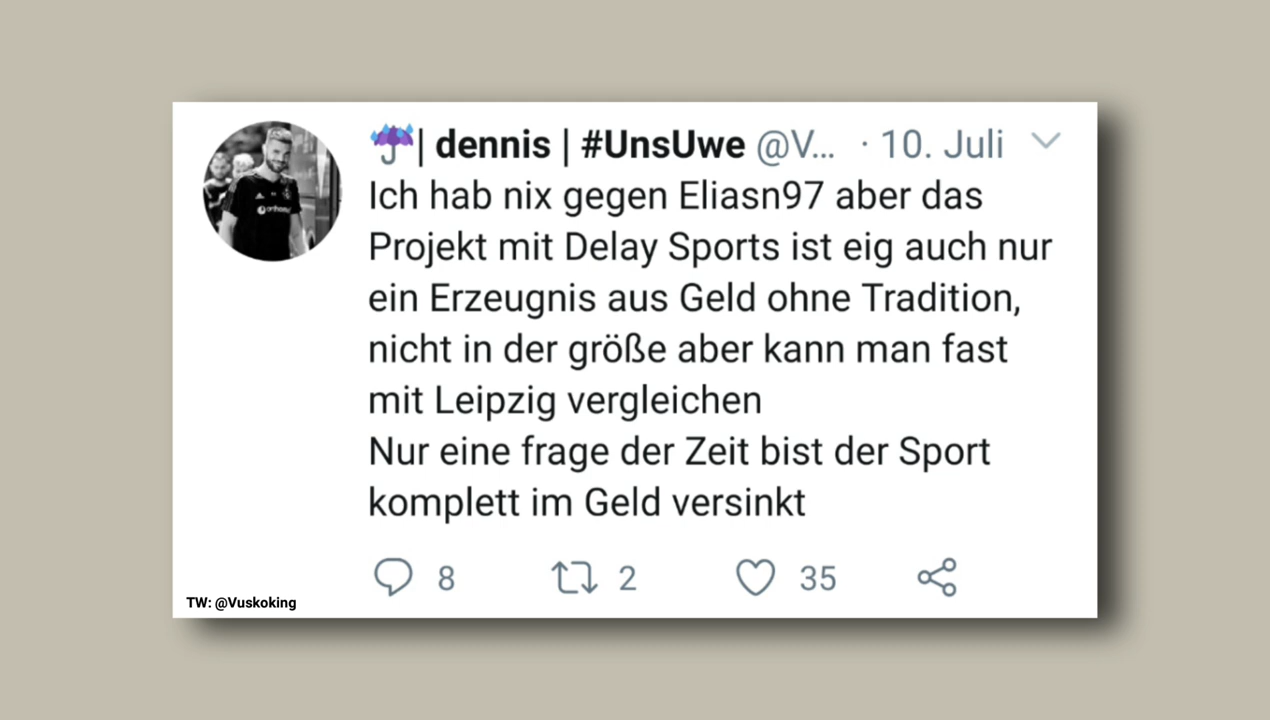 | dennis | #UnsUwe @V... · 10. Juli
Ich hab nix gegen Eliasn97 aber das
Projekt mit Delay Sports ist eig auch nur
ein Erzeugnis aus Geld ohne Tradition,
nicht in der größe aber kann man fast
mit Leipzig vergleichen
Nur eine frage der Zeit bist der Sport
komplett im Geld versinkt
8 2 35
TW: @Vuskoking